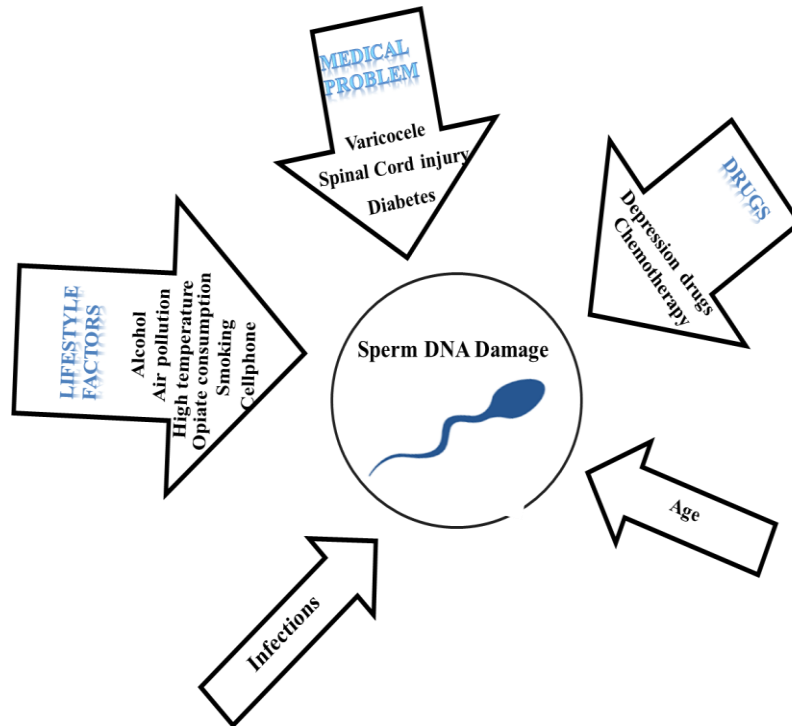 MEDICAL
PROBLEM
Varicocele
Spinal Cord injury
Diabetes
DRUGS
Depression drugs
Chemotherapy
LIFESTYLE
FACTORS
Alcohol
Air pollution
High temperature
Opiate consumption
Smoking
Cellphone
Sperm DNA Damage
Age
Infections